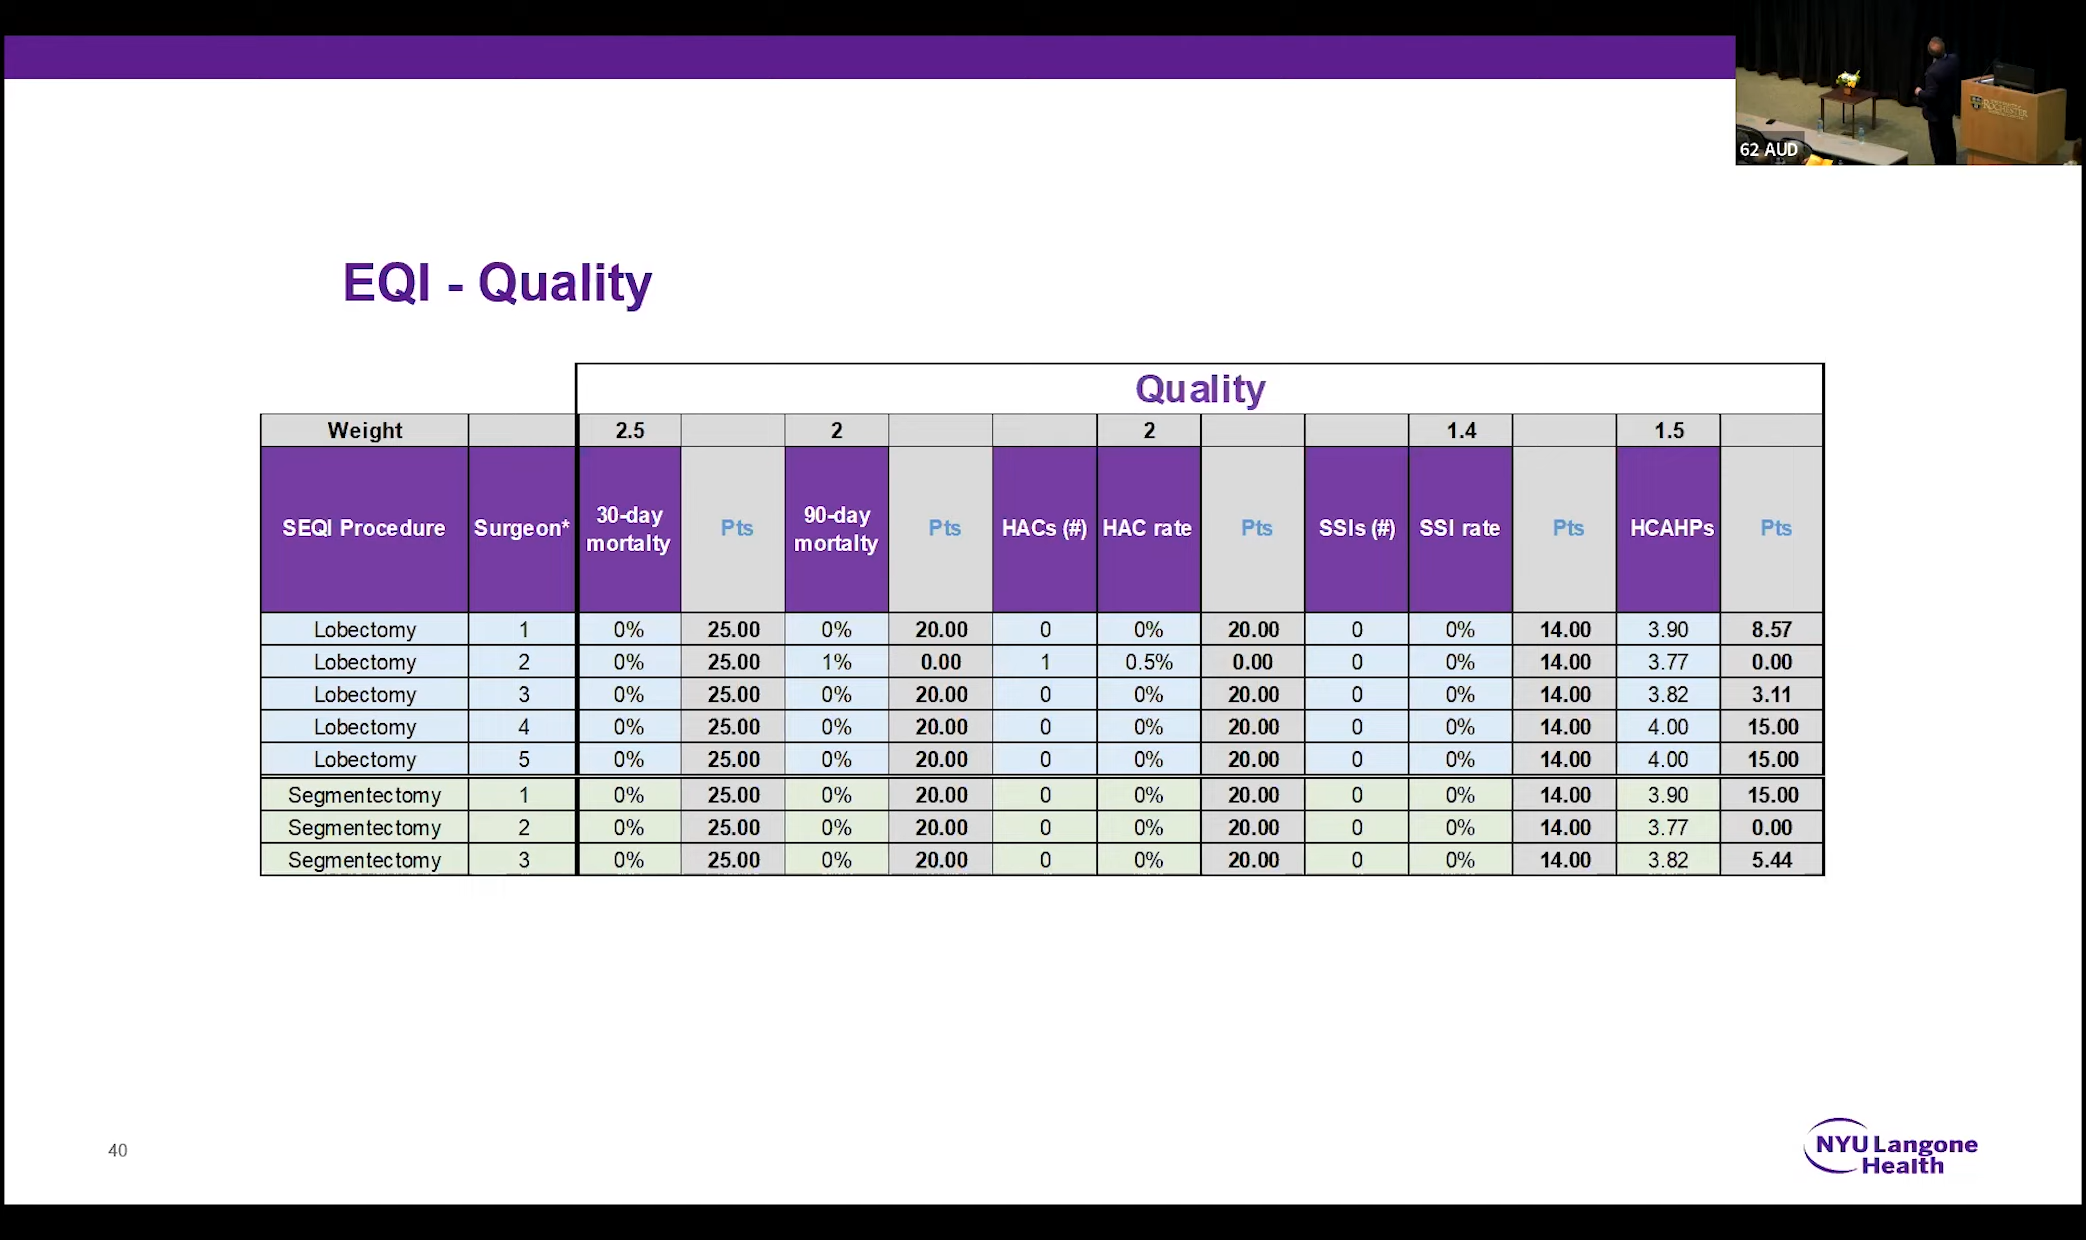 62 AUD
ROCHESTER
EQI - Quality
Quality
Weight 2.5 2 2 1.4 1.5
SEQI Procedure Surgeon* 30-day mortalty Pts 90-day mortalty Pts HACs (#) HAC rate Pts SSIs (#) SSI rate Pts HCAHPs Pts
Lobectomy 1 0% 25.00 0% 20.00 0 0% 20.00 0 0% 14.00 3.90 8.57
Lobectomy 2 0% 25.00 1% 0.00 1 0.5% 0.00 0 0% 14.00 3.77 0.00
Lobectomy 3 0% 25.00 0% 20.00 0 0% 20.00 0 0% 14.00 3.82 3.11
Lobectomy 4 0% 25.00 0% 20.00 0 0% 20.00 0 0% 14.00 4.00 15.00
Lobectomy 5 0% 25.00 0% 20.00 0 0% 20.00 0 0% 14.00 4.00 15.00
Segmentectomy 1 0% 25.00 0% 20.00 0 0% 20.00 0 0% 14.00 3.90 15.00
Segmentectomy 2 0% 25.00 0% 20.00 0 0% 20.00 0 0% 14.00 3.77 0.00
Segmentectomy 3 0% 25.00 0% 20.00 0 0% 20.00 0 0% 14.00 3.82 5.44
40
NYU Langone
Health